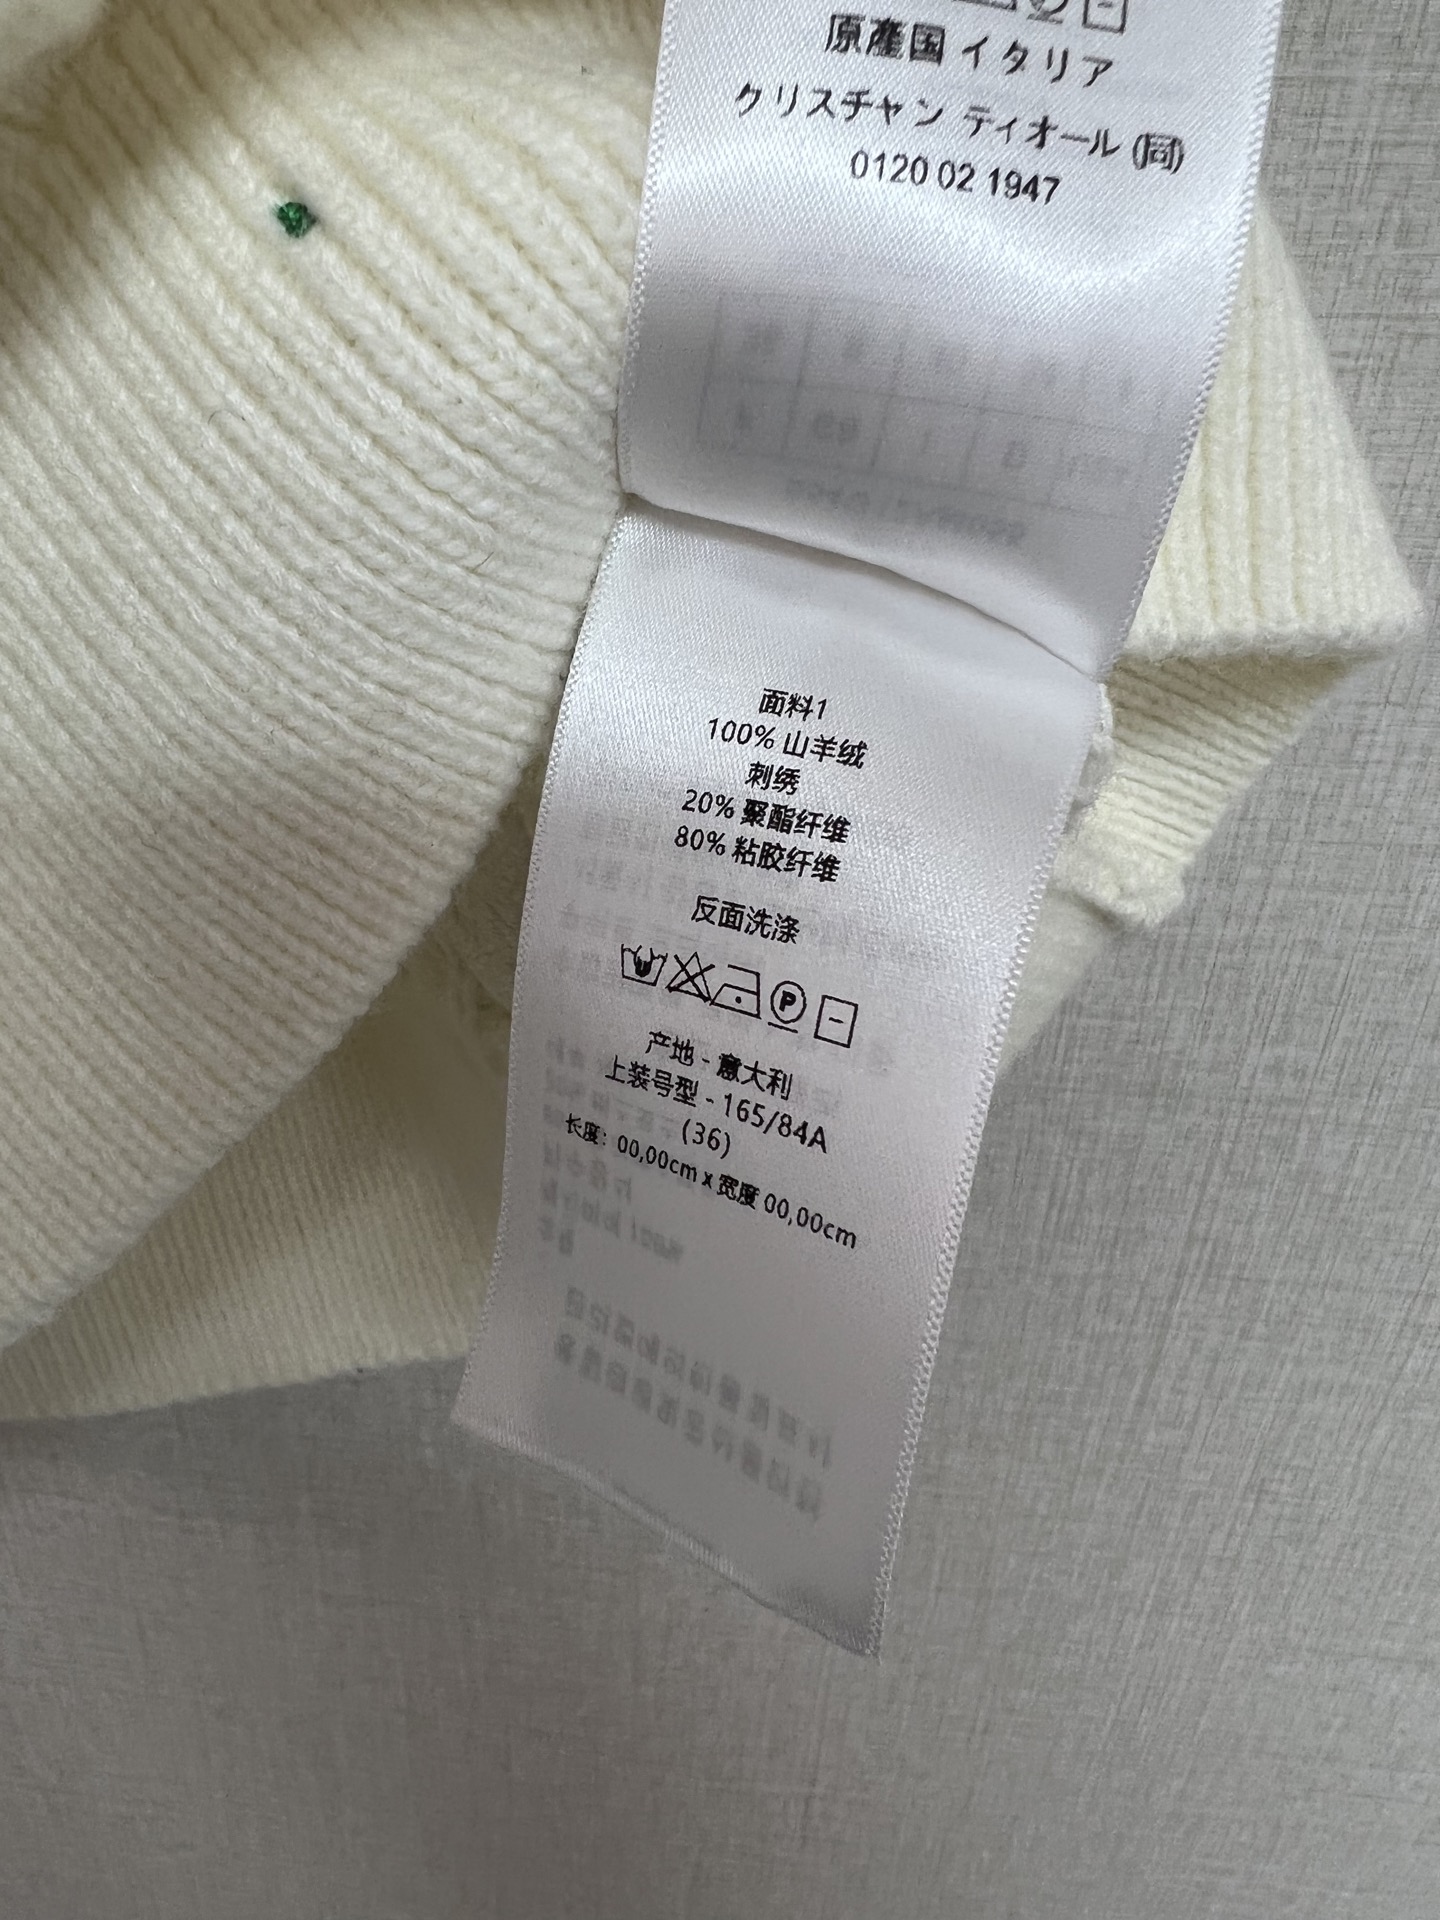 原産国 イタリア
クリスチャン ディオール (同)
0120 02 1947
面料1
100% 山羊绒
刺绣
20% 聚酯纤维
80% 粘胶纤维
反面洗涤
P
产地 - 意大利
上装号型 - 165/84A
(36)
长度: 00,00cm x 宽度 00,00cm